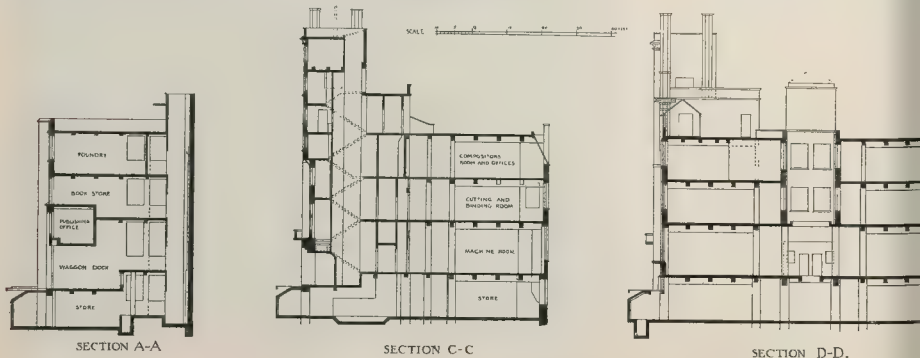 SCALE
FOUNDRY
BOOK STORE
PUBLISHING
OFFICE
WAGGON DOCK
STORE
SECTION A-A
COMPOSITORS
ROOM AND OFFICES
CUTTING AND
BINDING ROOM
MACHINE ROOM
STORE
SECTION C-C
SECTION D-D.